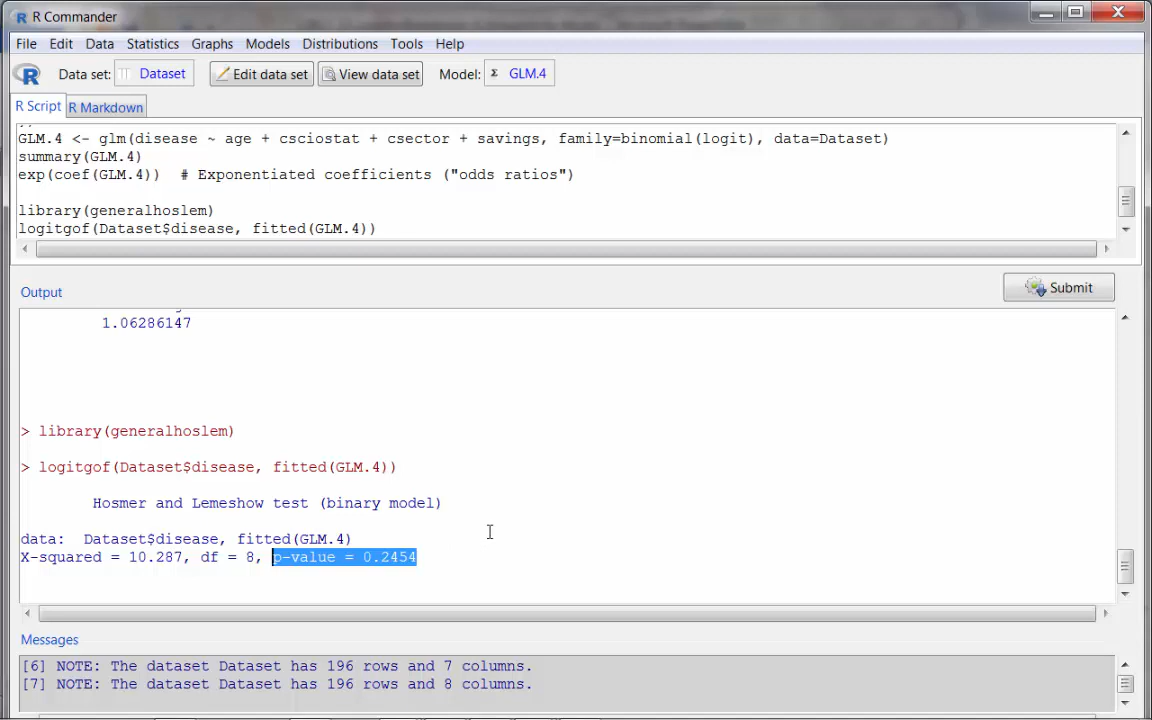 R Commander
File Edit Data Statistics Graphs Models Distributions Tools Help
R Data set: Dataset Edit data set View data set Model: Σ GLM.4
R Script R Markdown
GLM.4 <- glm(disease ~ age + csciostat + csector + savings, family=binomial(logit), data=Dataset)
summary(GLM.4)
exp(coef(GLM.4))  # Exponentiated coefficients ("odds ratios")
library(generalhoslem)
logitgof(Dataset$disease, fitted(GLM.4))
Output Submit
1.06286147
> library(generalhoslem)
> logitgof(Dataset$disease, fitted(GLM.4))
Hosmer and Lemeshow test (binary model)
data:  Dataset$disease, fitted(GLM.4)
X-squared = 10.287, df = 8, p-value = 0.2454
Messages
[6] NOTE: The dataset Dataset has 196 rows and 7 columns.
[7] NOTE: The dataset Dataset has 196 rows and 8 columns.